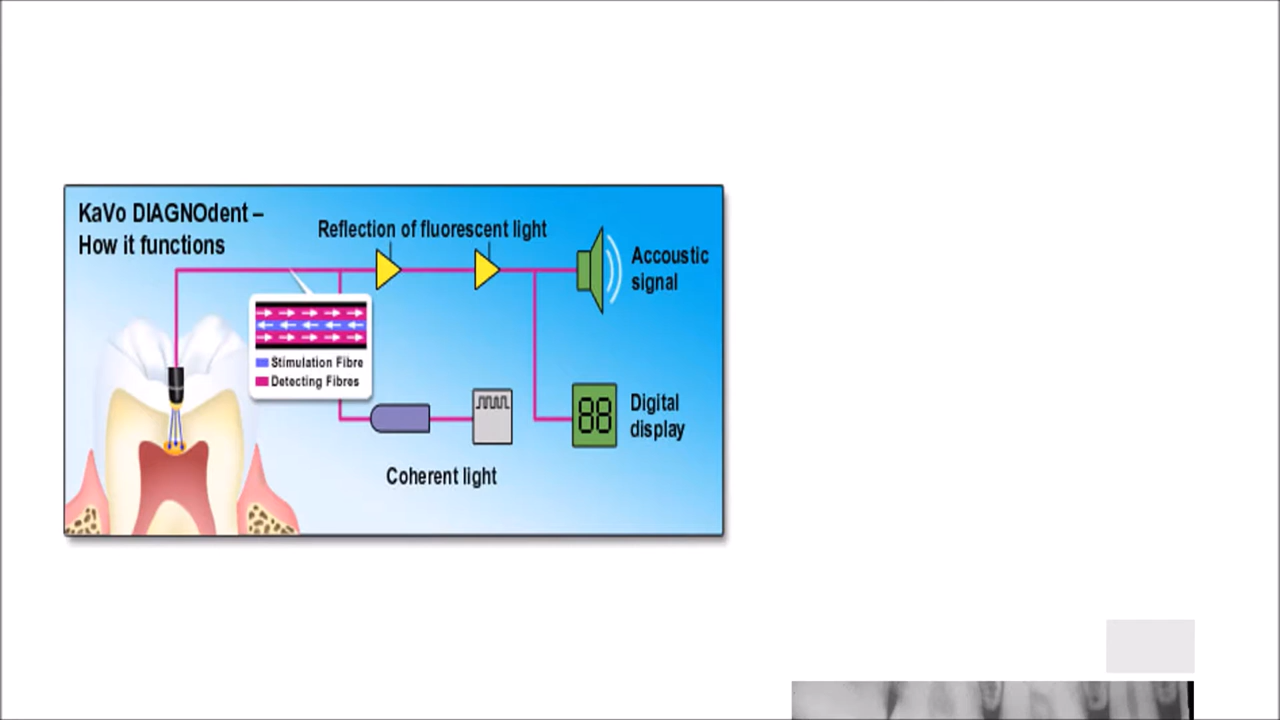 KaVo DIAGNOdent –
How it functions
Reflection of fluorescent light
Accoustic
signal
Stimulation Fibre
Detecting Fibres
88
Digital
display
Coherent light